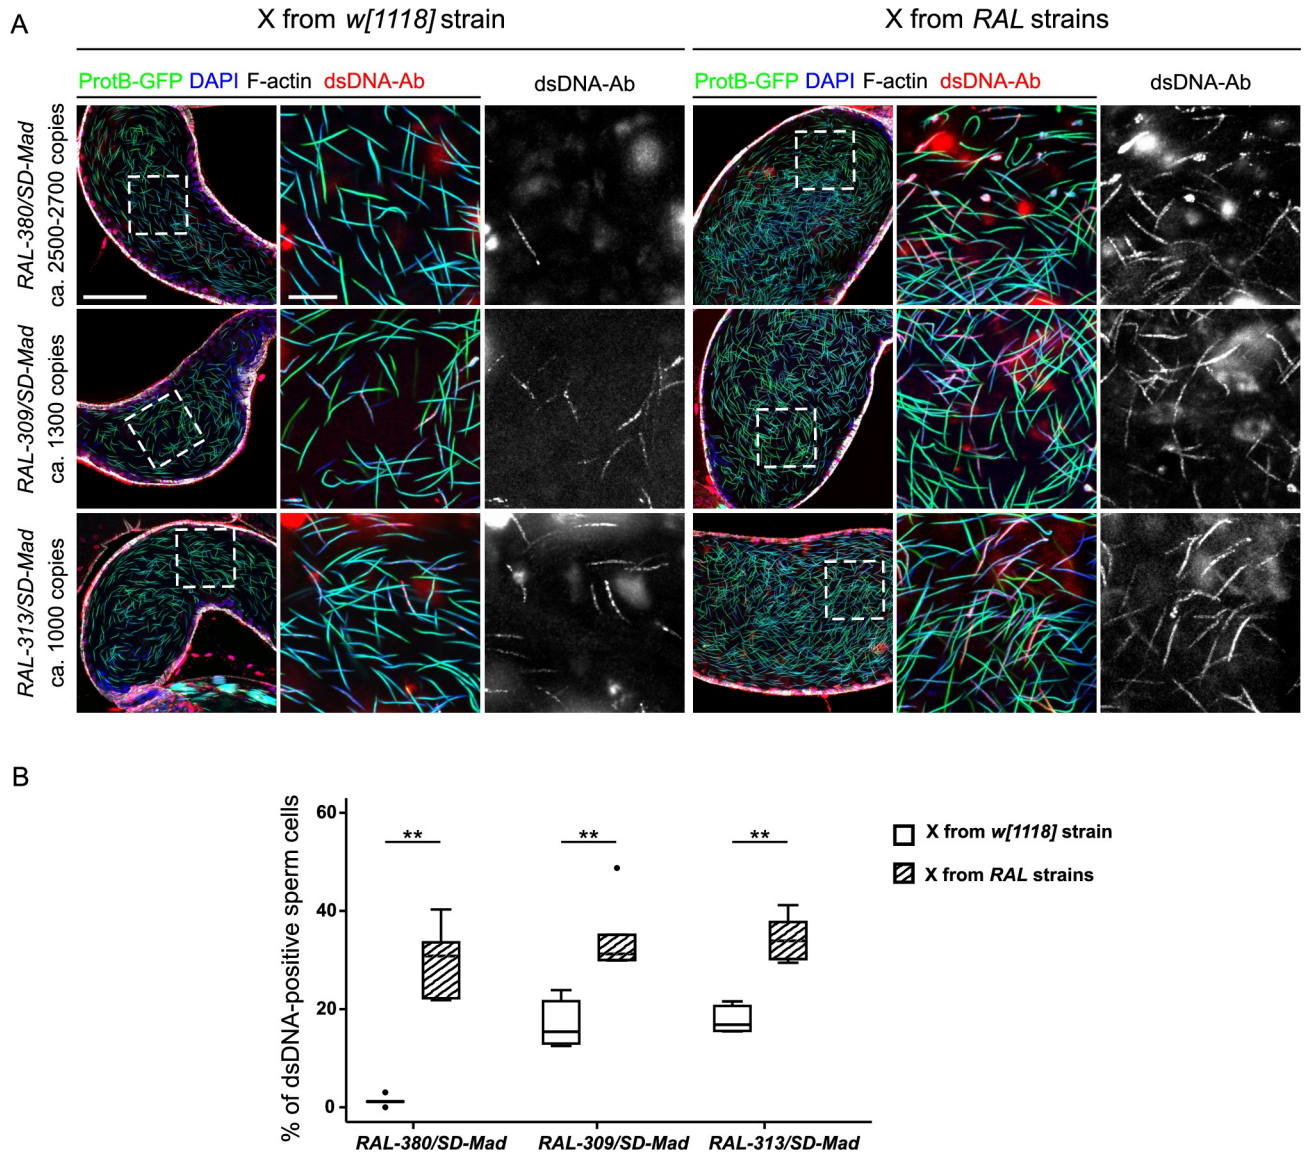 A
X from w[1118] strain
X from RAL strains
ProtB-GFP DAPI F-actin dsDNA-Ab
dsDNA-Ab
ProtB-GFP DAPI F-actin dsDNA-Ab
dsDNA-Ab
RAL-380/SD-Mad
ca. 2500-2700 copies
RAL-309/SD-Mad
ca. 1300 copies
RAL-313/SD-Mad
ca. 1000 copies
B
% of dsDNA-positive sperm cells
60
40
20
0
**
**
**
X from w[1118] strain
X from RAL strains
RAL-380/SD-Mad
RAL-309/SD-Mad
RAL-313/SD-Mad